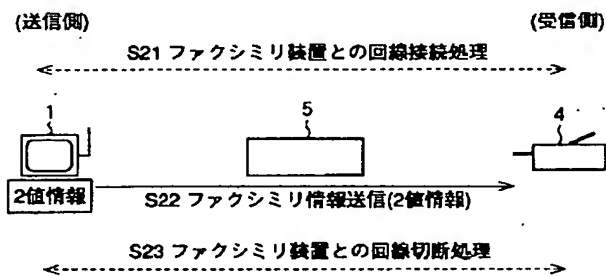 (送信側)
(受信側)
S21 ファクシミリ装置との回線接続処理
1
5
4
2値情報
S22 ファクシミリ情報送信(2値情報)
S23 ファクシミリ装置との回線切断処理